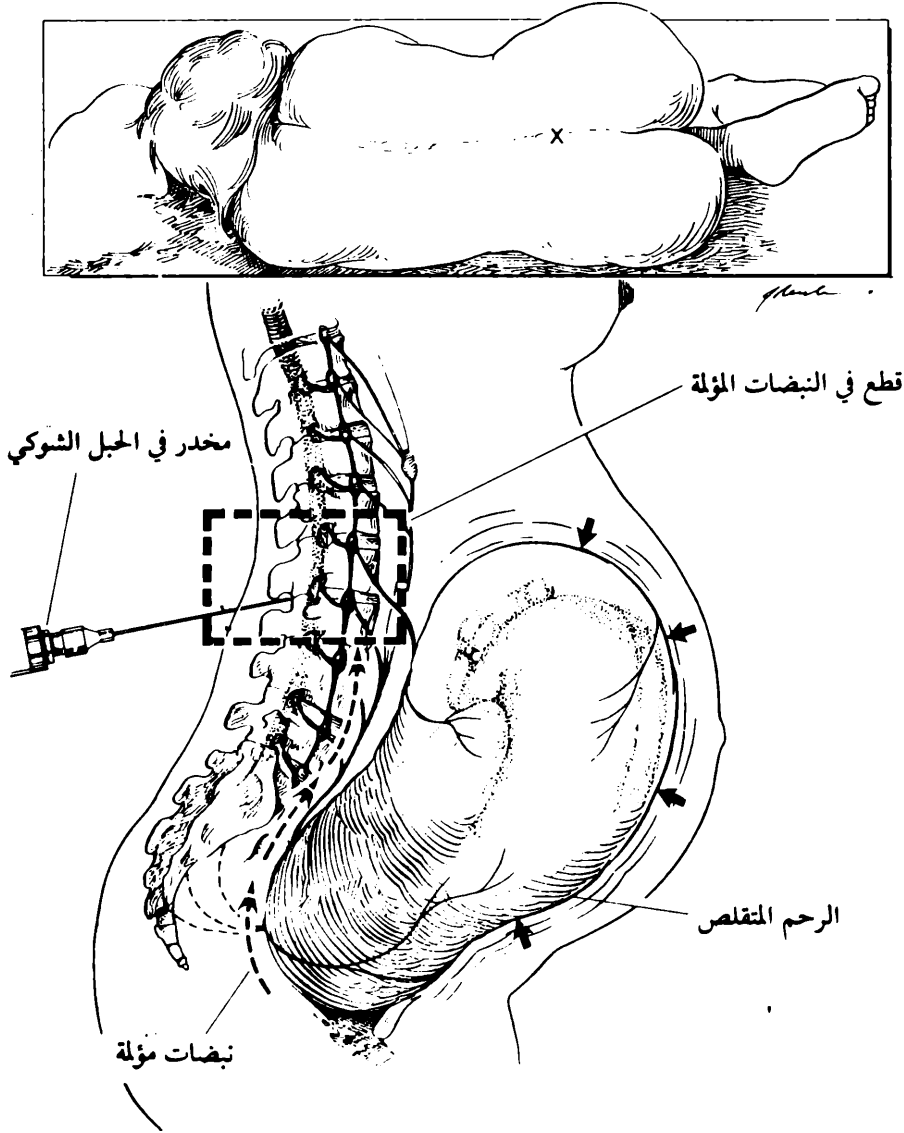 X
قطع في النبضات المؤلمة
مخدر في الحبل الشوكي
الرحم المتقلص
نبضات مؤلمة